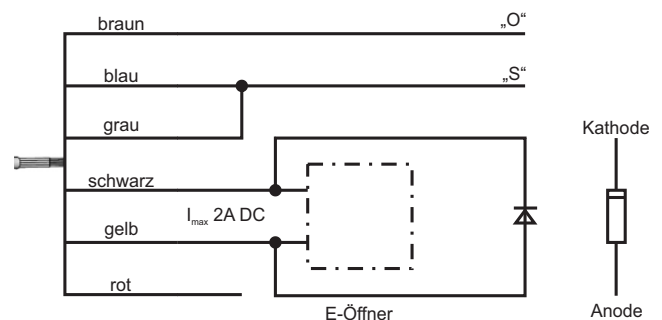 braun
„O“
blau
„S“
grau
Kathode
schwarz
Imax 2A DC
gelb
rot
E-Öffner
Anode